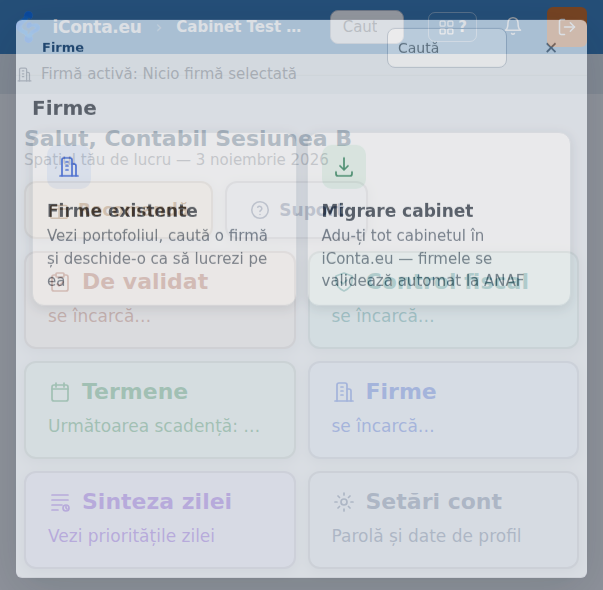 iConta.eu › Cabinet Test ... Caut ?
Firme Caută ×
Firmă activă: Nicio firmă selectată
Firme
Salut, Contabil Sesiunea B
Spațiul tău de lucru — 3 noiembrie 2026
Firme existente
Vezi portofoliul, caută o firmă
și deschide-o ca să lucrezi pe
ea
Migrare cabinet
Adu-ți tot cabinetul în
iConta.eu — firmele se
validează automat la ANAF
De validat
se încarcă...
Control fiscal
se încarcă...
Termene
Următoarea scadență: ...
Firme
se încarcă...
Sinteza zilei
Vezi prioritățile zilei
Setări cont
Parolă și date de profil